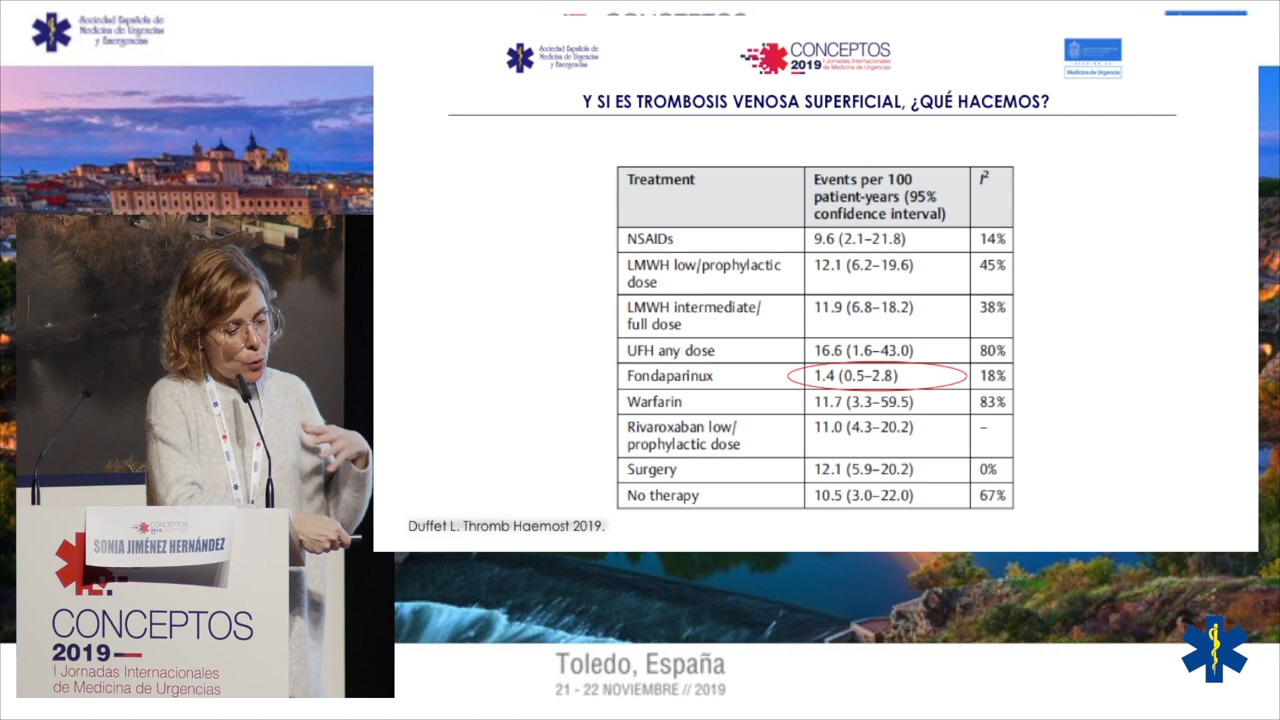 Sociedad Española de
Medicina de Urgencias
y Emergencias
CONCEPTOS
Sociedad Española de
Medicina de Urgencias
y Emergencias
CONCEPTOS
2019
I Jornadas Internacionales
de Medicina de Urgencias
Medicina de Urgencia
Y SI ES TROMBOSIS VENOSA SUPERFICIAL, ¿QUÉ HACEMOS?
Treatment Events per 100 patient-years (95% confidence interval) I²
NSAIDs 9.6 (2.1–21.8) 14%
LMWH low/prophylactic dose 12.1 (6.2–19.6) 45%
LMWH intermediate/ full dose 11.9 (6.8–18.2) 38%
UFH any dose 16.6 (1.6–43.0) 80%
Fondaparinux 1.4 (0.5–2.8) 18%
Warfarin 11.7 (3.3–59.5) 83%
Rivaroxaban low/ prophylactic dose 11.0 (4.3–20.2) –
Surgery 12.1 (5.9–20.2) 0%
No therapy 10.5 (3.0–22.0) 67%
Duffet L. Thromb Haemost 2019.
CONCEPTOS
2019
SONIA JIMÉNEZ HERNÁNDEZ
CONCEPTOS
2019
I Jornadas Internacionales
de Medicina de Urgencias
Toledo, España
21 - 22 NOVIEMBRE // 2019